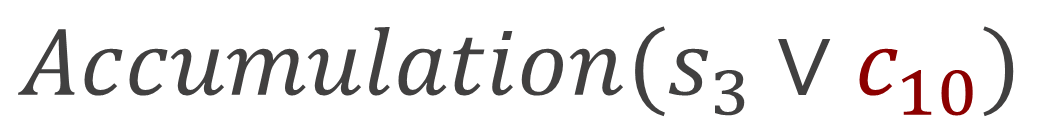 Accumulation(s₃ ∨ c₁₀)